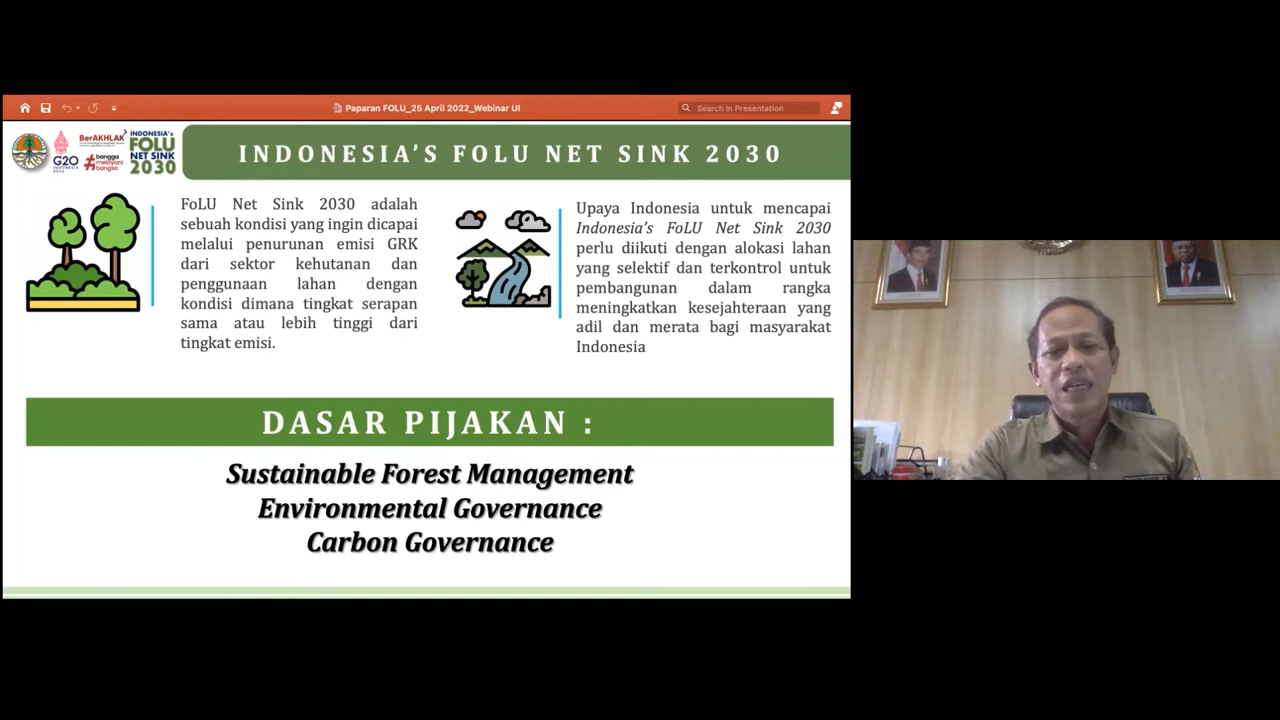 Paparan FOLU_25 April 2022_Webinar UI
Search in Presentation
G20
INDONESIA
BerAKHLAK
#bangga
melayani
bangsa
INDONESIA'S
FOLU
NET SINK
2030
INDONESIA'S FOLU NET SINK 2030
FoLU Net Sink 2030 adalah
sebuah kondisi yang ingin dicapai
melalui penurunan emisi GRK
dari sektor kehutanan dan
penggunaan lahan dengan
kondisi dimana tingkat serapan
sama atau lebih tinggi dari
tingkat emisi.
Upaya Indonesia untuk mencapai
Indonesia's FoLU Net Sink 2030
perlu diikuti dengan alokasi lahan
yang selektif dan terkontrol untuk
pembangunan dalam rangka
meningkatkan kesejahteraan yang
adil dan merata bagi masyarakat
Indonesia
DASAR PIJAKAN :
Sustainable Forest Management
Environmental Governance
Carbon Governance